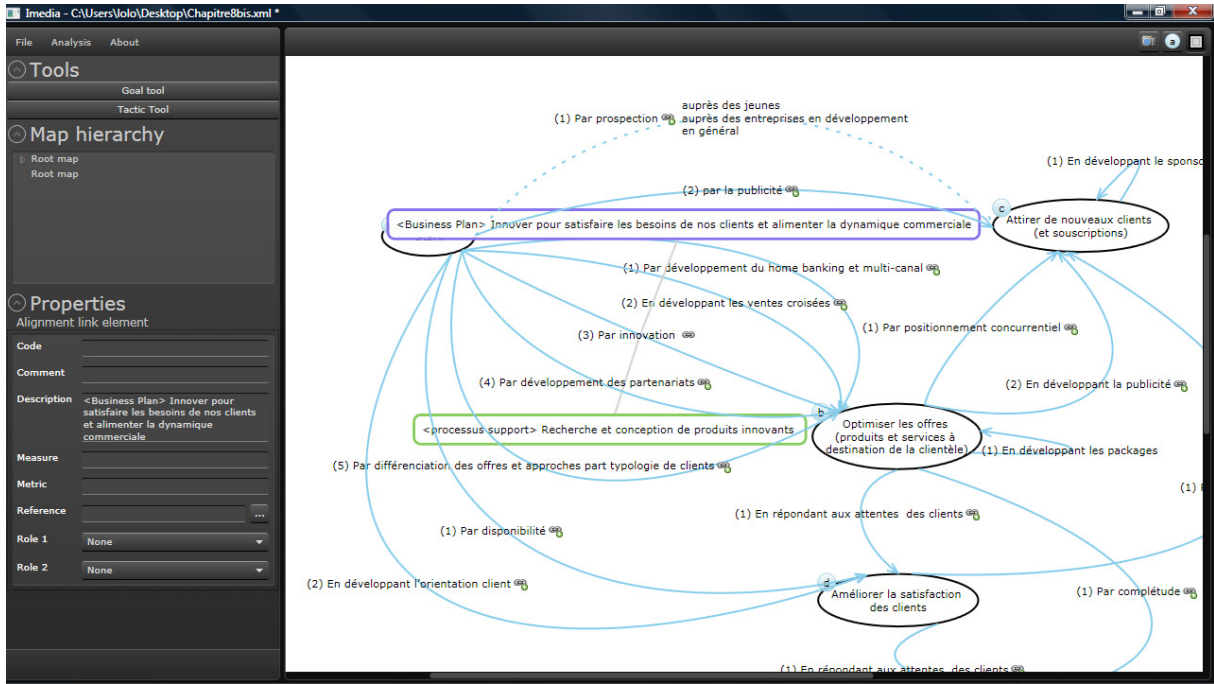 Imedia - C:\Users\lolo\Desktop\Chapitre8bis.xml *
File Analysis About
Tools
Goal tool
Tactic Tool
Map hierarchy
Root map
Root map
Properties
Alignment link element
Code
Comment
Description
<Business Plan> Innover pour
satisfaire les besoins de nos clients
et alimenter la dynamique
commerciale
Measure
Metric
Reference
...
Role 1 None
Role 2 None
a
auprès des jeunes
(1) Par prospection auprès des entreprises en développement
en général
(1) En développant le sponso
(2) par la publicité
c
<Business Plan> Innover pour satisfaire les besoins de nos clients et alimenter la dynamique commerciale
Attirer de nouveaux clients
(et souscriptions)
(1) Par développement du home banking et multi-canal
(2) En développant les ventes croisées
(3) Par innovation
(1) Par positionnement concurrentiel
(4) Par développement des partenariats
(2) En développant la publicité
b
<processus support> Recherche et conception de produits innovants
Optimiser les offres
(produits et services à
destination de la clientèle)
(1) En développant les packages
(5) Par différenciation des offres et approches part typologie de clients
(1)
(1) En répondant aux attentes des clients
(1) Par disponibilité
(2) En développant l'orientation client
d
Améliorer la satisfaction
des clients
(1) Par complétude
(1) En répondant aux attentes des clients